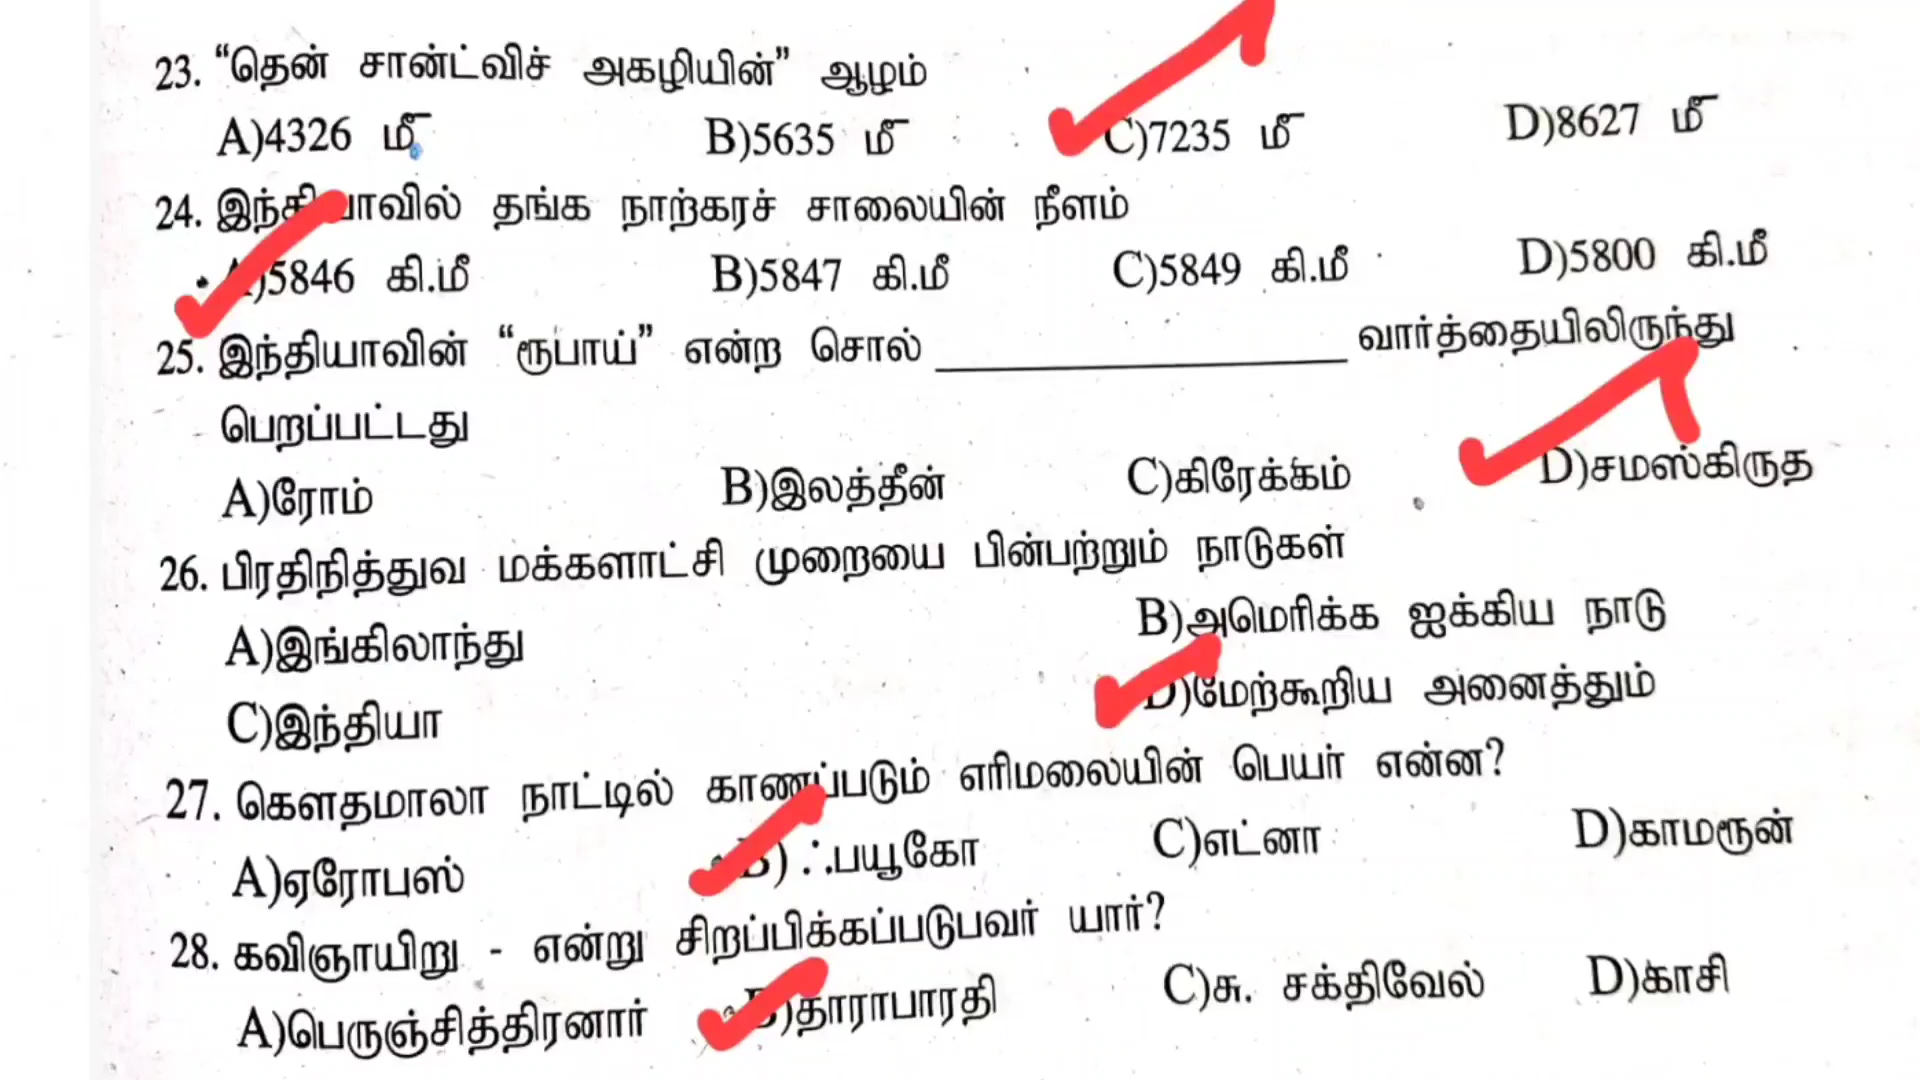 23. “தென் சான்ட்விச் அகழியின்” ஆழம்
A)4326 மீ B)5635 மீ C)7235 மீ D)8627 மீ
24. இந்தியாவில் தங்க நாற்கரச் சாலையின் நீளம்
A)5846 கி.மீ B)5847 கி.மீ C)5849 கி.மீ D)5800 கி.மீ
25. இந்தியாவின் “ரூபாய்” என்ற சொல் ____________________ வார்த்தையிலிருந்து
பெறப்பட்டது
A)ரோம் B)இலத்தீன் C)கிரேக்கம் D)சமஸ்கிருத
26. பிரதிநித்துவ மக்களாட்சி முறையை பின்பற்றும் நாடுகள்
A)இங்கிலாந்து B)அமெரிக்க ஐக்கிய நாடு
C)இந்தியா D)மேற்கூறிய அனைத்தும்
27. கௌதமாலா நாட்டில் காணப்படும் எரிமலையின் பெயர் என்ன?
A)ஏரோபஸ் B) ஃபயூகோ C)எட்னா D)காமரூன்
28. கவிஞாயிறு - என்று சிறப்பிக்கப்படுபவர் யார்?
A)பெருஞ்சித்திரனார் B)தாராபாரதி C)சு. சக்திவேல் D)காசி